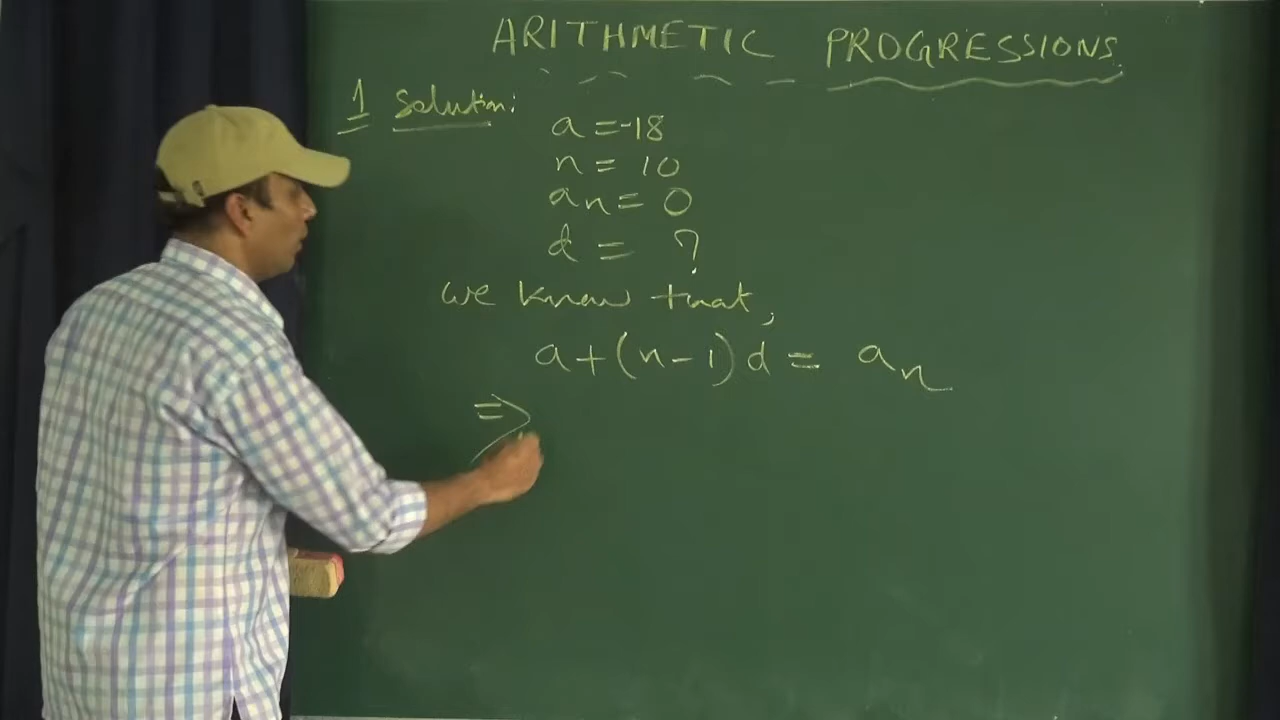 ARITHMETIC PROGRESSIONS
1 Solution:
a = -18
n = 10
an = 0
d = ?
we know that,
a + (n - 1) d = an
⇒